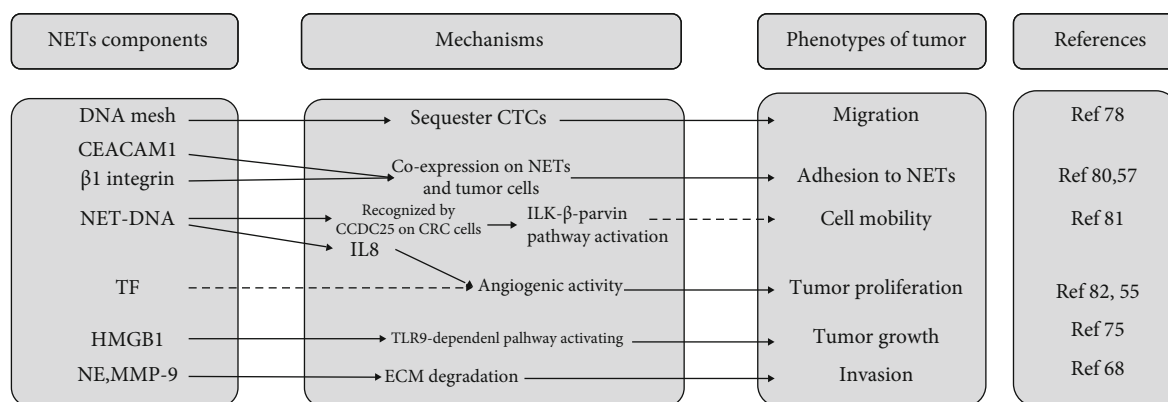 NETs components
Mechanisms
Phenotypes of tumor
References
DNA mesh
Sequester CTCs
Migration
Ref 78
CEACAM1
β1 integrin
Co-expression on NETs
and tumor cells
Adhesion to NETs
Ref 80,57
NET-DNA
Recognized by
CCDC25 on CRC cells
ILK-β-parvin
pathway activation
Cell mobility
Ref 81
IL8
TF
Angiogenic activity
Tumor proliferation
Ref 82, 55
HMGB1
TLR9-dependenl palhway activating
Tumor growth
Ref 75
NE,MMP-9
ECM degradation
Invasion
Ref 68